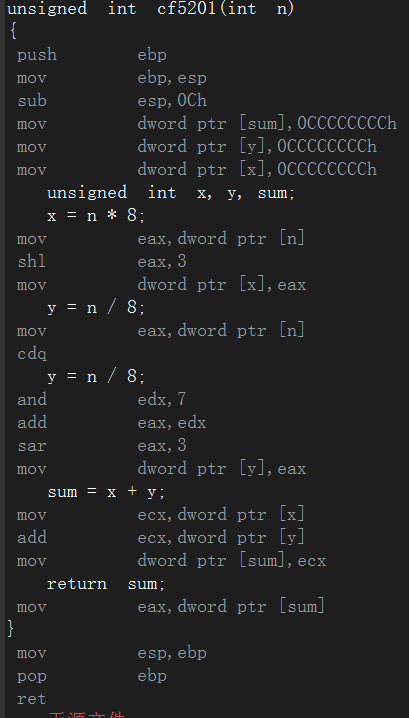 unsigned int cf5201(int n)
{
push ebp
mov ebp,esp
sub esp,0Ch
mov dword ptr [sum],0CCCCCCCCh
mov dword ptr [y],0CCCCCCCCh
mov dword ptr [x],0CCCCCCCCh
unsigned int x, y, sum;
x = n * 8;
mov eax,dword ptr [n]
shl eax,3
mov dword ptr [x],eax
y = n / 8;
mov eax,dword ptr [n]
cdq
y = n / 8;
and edx,7
add eax,edx
sar eax,3
mov dword ptr [y],eax
sum = x + y;
mov ecx,dword ptr [x]
add ecx,dword ptr [y]
mov dword ptr [sum],ecx
return sum;
mov eax,dword ptr [sum]
}
mov esp,ebp
pop ebp
ret